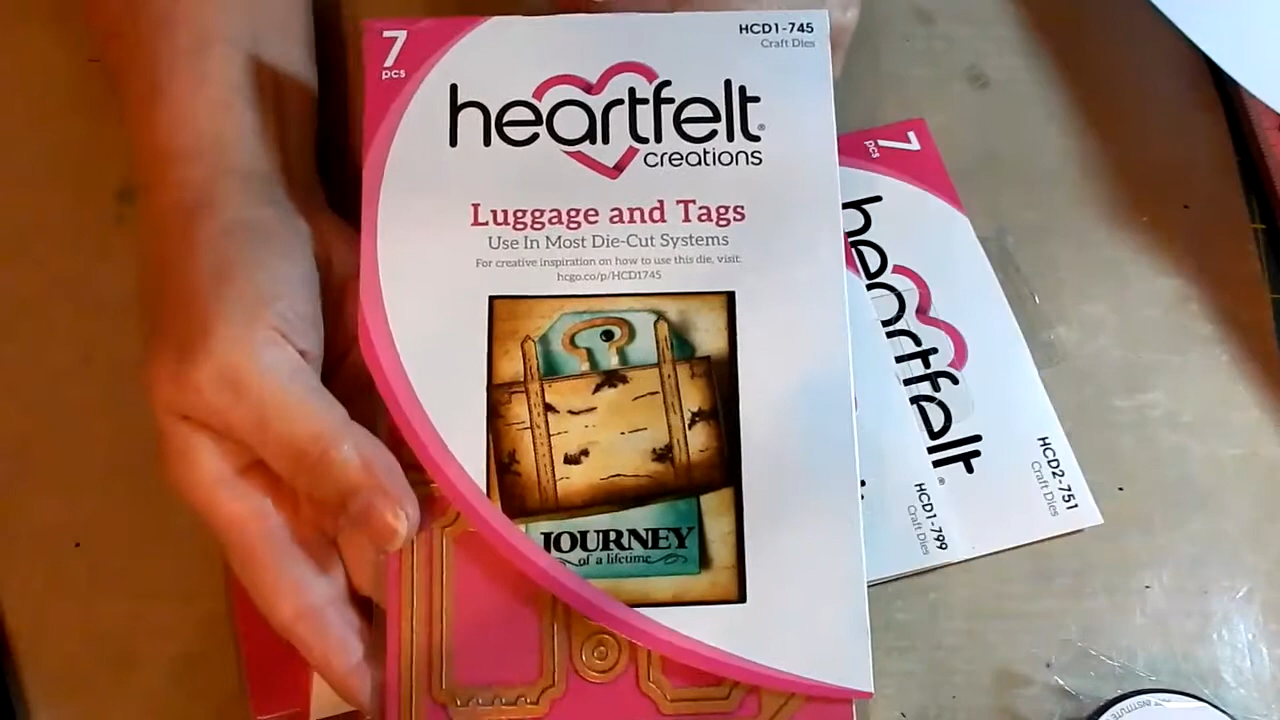 7
pcs
HCD1-745
Craft Dies
heartfelt®
creations
Luggage and Tags
Use In Most Die-Cut Systems
For creative inspiration on how to use this die, visit:
hcgo.co/p/HCD1745
JOURNEY
of a lifetime
7
pcs
heartfelt®
HCD2-751
Craft Dies
HCD1-799
Craft Dies
INSTITUTE